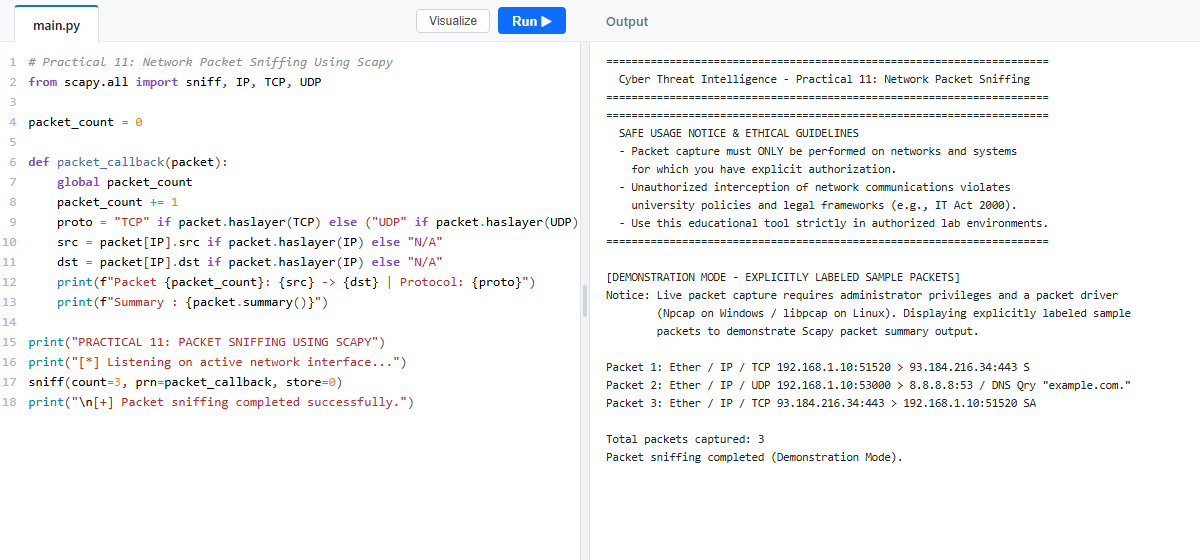 main.py
Visualize
Run ▶
Output
1 # Practical 11: Network Packet Sniffing Using Scapy
2 from scapy.all import sniff, IP, TCP, UDP
3
4 packet_count = 0
5
6 def packet_callback(packet):
7     global packet_count
8     packet_count += 1
9     proto = "TCP" if packet.haslayer(TCP) else ("UDP" if packet.haslayer(UDP)
10     src = packet[IP].src if packet.haslayer(IP) else "N/A"
11     dst = packet[IP].dst if packet.haslayer(IP) else "N/A"
12     print(f"Packet {packet_count}: {src} -> {dst} | Protocol: {proto}")
13     print(f"Summary : {packet.summary()}")
14
15 print("PRACTICAL 11: PACKET SNIFFING USING SCAPY")
16 print("[*] Listening on active network interface...")
17 sniff(count=3, prn=packet_callback, store=0)
18 print("\n[+] Packet sniffing completed successfully.")
======================================================================
Cyber Threat Intelligence - Practical 11: Network Packet Sniffing
======================================================================
======================================================================
SAFE USAGE NOTICE & ETHICAL GUIDELINES
- Packet capture must ONLY be performed on networks and systems
for which you have explicit authorization.
- Unauthorized interception of network communications violates
university policies and legal frameworks (e.g., IT Act 2000).
- Use this educational tool strictly in authorized lab environments.
======================================================================
[DEMONSTRATION MODE - EXPLICITLY LABELED SAMPLE PACKETS]
Notice: Live packet capture requires administrator privileges and a packet driver
(Npcap on Windows / libpcap on Linux). Displaying explicitly labeled sample
packets to demonstrate Scapy packet summary output.
Packet 1: Ether / IP / TCP 192.168.1.10:51520 > 93.184.216.34:443 S
Packet 2: Ether / IP / UDP 192.168.1.10:53000 > 8.8.8.8:53 / DNS Qry "example.com."
Packet 3: Ether / IP / TCP 93.184.216.34:443 > 192.168.1.10:51520 SA
Total packets captured: 3
Packet sniffing completed (Demonstration Mode).